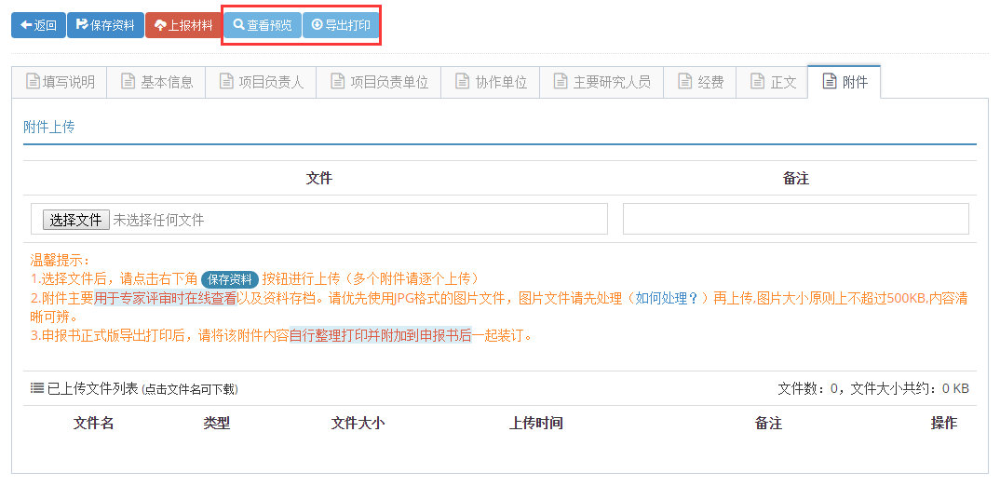 返回 保存资料 上报材料 查看预览 导出打印
填写说明 基本信息 项目负责人 项目负责单位 协作单位 主要研究人员 经费 正文 附件
附件上传
文件 备注
选择文件 未选择任何文件
温馨提示：
1.选择文件后，请点击右下角 保存资料 按钮进行上传（多个附件请逐个上传）
2.附件主要用于专家评审时在线查看以及资料存档。请优先使用JPG格式的图片文件，图片文件请先处理（如何处理？）再上传,图片大小原则上不超过500KB,内容清
晰可辨。
3.申报书正式版导出打印后，请将该附件内容自行整理打印并附加到申报书后一起装订。
已上传文件列表 (点击文件名可下载) 文件数：0，文件大小共约：0 KB
文件名 类型 文件大小 上传时间 备注 操作